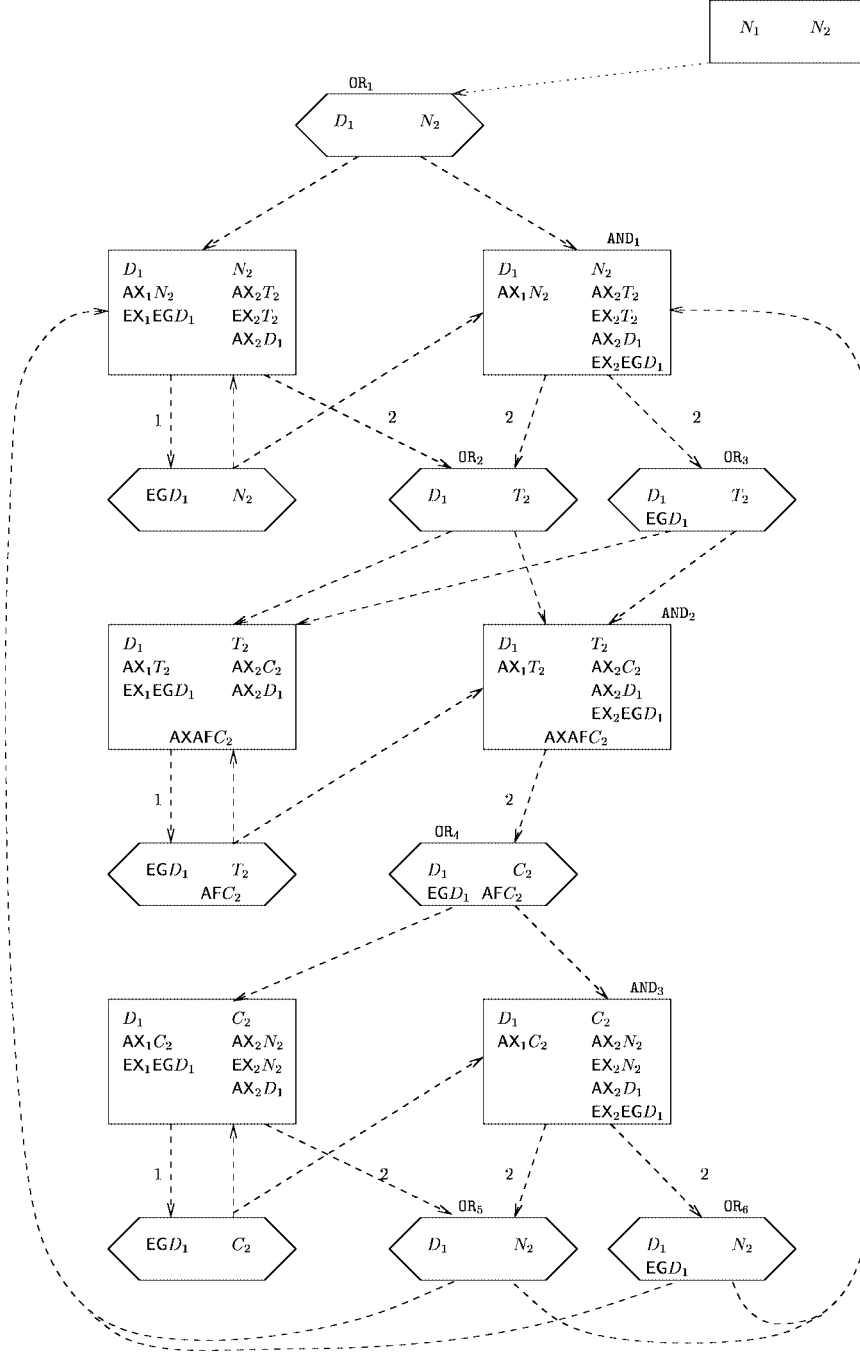 N₁ N₂
OR₁
D₁ N₂
AND₁
D₁ N₂
AX₁N₂ AX₂T₂
EX₁EGD₁ EX₂T₂
AX₂D₁
D₁ N₂
AX₁N₂ AX₂T₂
EX₂T₂
AX₂D₁
EX₂EGD₁
1
2
2
2
OR₂
OR₃
EGD₁ N₂
D₁ T₂
D₁ T₂
EGD₁
AND₂
D₁ T₂
AX₁T₂ AX₂C₂
EX₁EGD₁ AX₂D₁
AXAFC₂
D₁ T₂
AX₁T₂ AX₂C₂
AX₂D₁
EX₂EGD₁
AXAFC₂
1
2
OR₄
EGD₁ T₂
AFC₂
D₁ C₂
EGD₁ AFC₂
AND₃
D₁ C₂
AX₁C₂ AX₂N₂
EX₁EGD₁ EX₂N₂
AX₂D₁
D₁ C₂
AX₁C₂ AX₂N₂
EX₂N₂
AX₂D₁
EX₂EGD₁
1
2
2
2
OR₅
OR₆
EGD₁ C₂
D₁ N₂
D₁ N₂
EGD₁